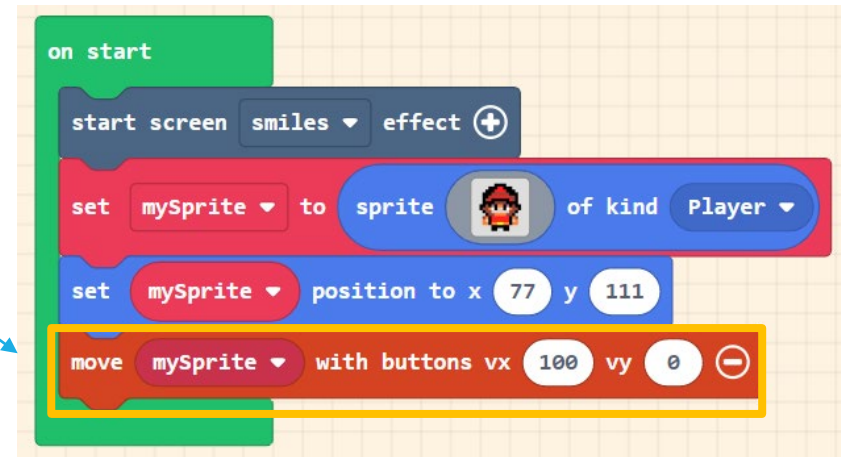 on start
start screen smiles effect
set mySprite to sprite of kind Player
set mySprite position to x 77 y 111
move mySprite with buttons vx 100 vy 0